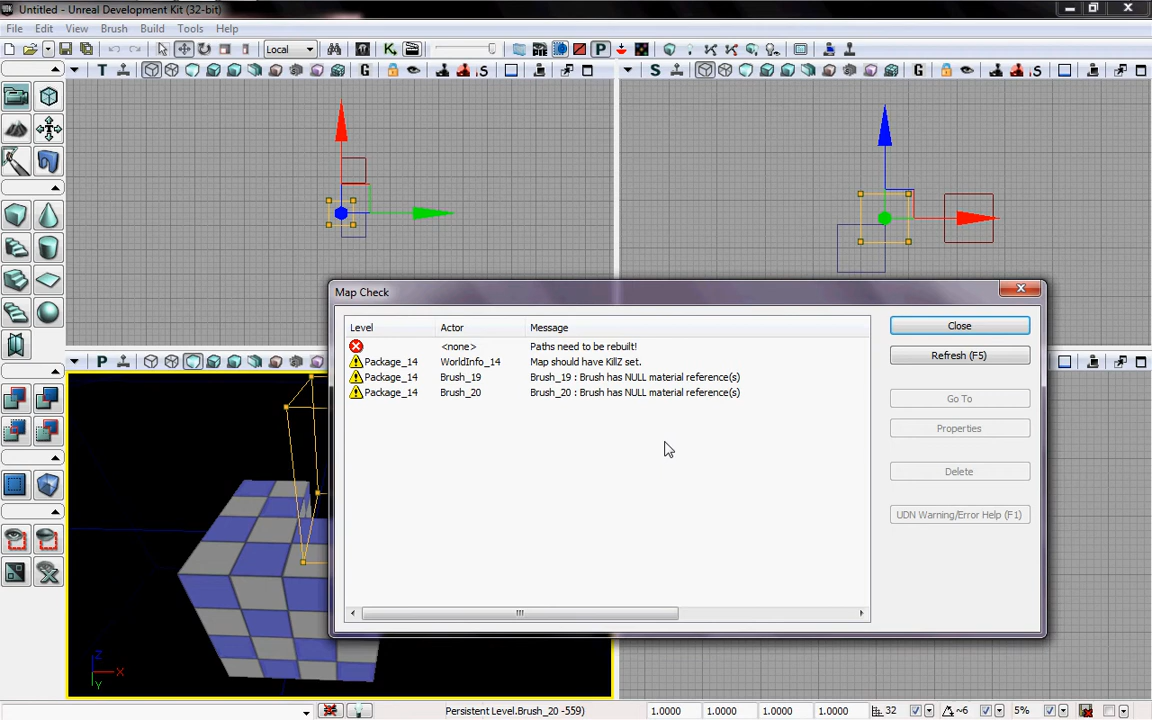 Untitled - Unreal Development Kit (32-bit)
File Edit View Brush Build Tools Help
Local
T G S S G S
Map Check
Level Actor Message
<none> Paths need to be rebuilt!
Package_14 WorldInfo_14 Map should have KillZ set.
Package_14 Brush_19 Brush_19 : Brush has NULL material reference(s)
Package_14 Brush_20 Brush_20 : Brush has NULL material reference(s)
Close
Refresh (F5)
Go To
Properties
Delete
UDN Warning/Error Help (F1)
P
Z
X
Y
Persistent Level.Brush_20 -559) 1.0000 1.0000 1.0000 1.0000 32 ~6 5%